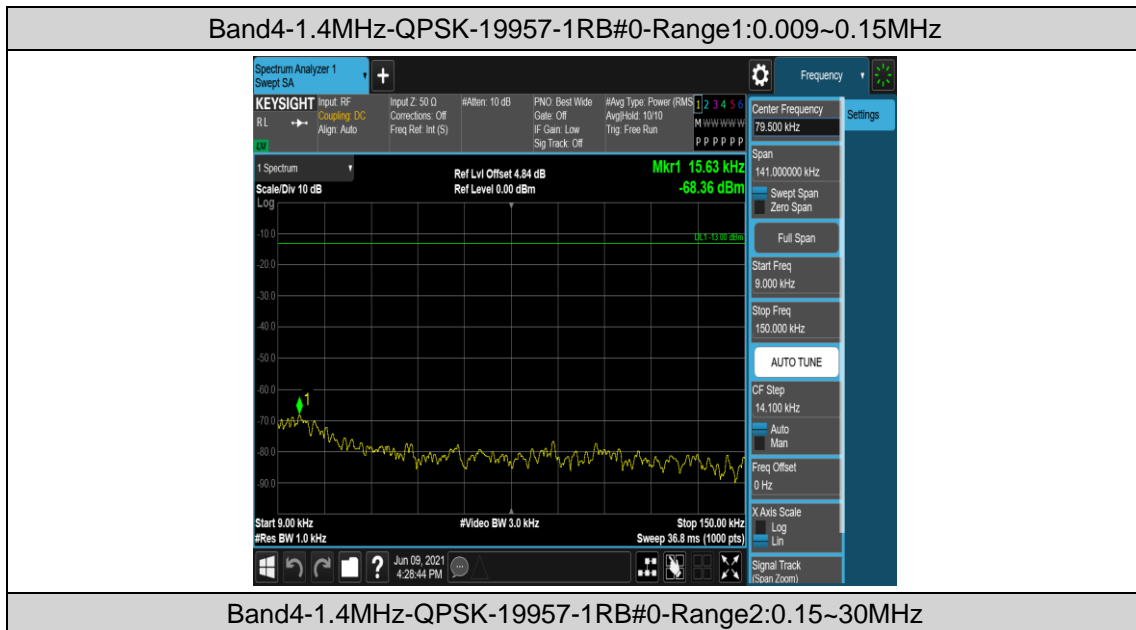 Band4-1.4MHz-QPSK-19957-1RB#0-Range1:0.009~0.15MHz
Spectrum Analyzer 1
Swept SA
Frequency
KEYSIGHT
RL
LXI
Input: RF
Coupling: DC
Align: Auto
Input Z: 50 Ω
Corrections: Off
Freq Ref: Int (S)
#Atten: 10 dB
PNO: Best Wide
Gate: Off
IF Gain: Low
Sig Track: Off
#Avg Type: Power (RMS
Avg|Hold: 10/10
Trig: Free Run
1 2 3 4 5 6
M W W W W W
P P P P P P
1 Spectrum
Scale/Div 10 dB
Log
Ref Lvl Offset 4.84 dB
Ref Level 0.00 dBm
Mkr1 15.63 kHz
-68.36 dBm
DL1 -13.00 dBm
-10.0
-20.0
-30.0
-40.0
-50.0
-60.0
-70.0
-80.0
-90.0
1
Start 9.00 kHz
#Res BW 1.0 kHz
#Video BW 3.0 kHz
Stop 150.00 kHz
Sweep 36.8 ms (1000 pts)
Center Frequency
79.500 kHz
Settings
Span
141.000000 kHz
Swept Span
Zero Span
Full Span
Start Freq
9.000 kHz
Stop Freq
150.000 kHz
AUTO TUNE
CF Step
14.100 kHz
Auto
Man
Freq Offset
0 Hz
X Axis Scale
Log
Lin
Signal Track
(Span Zoom)
?
Jun 09, 2021
4:28:44 PM
Band4-1.4MHz-QPSK-19957-1RB#0-Range2:0.15~30MHz